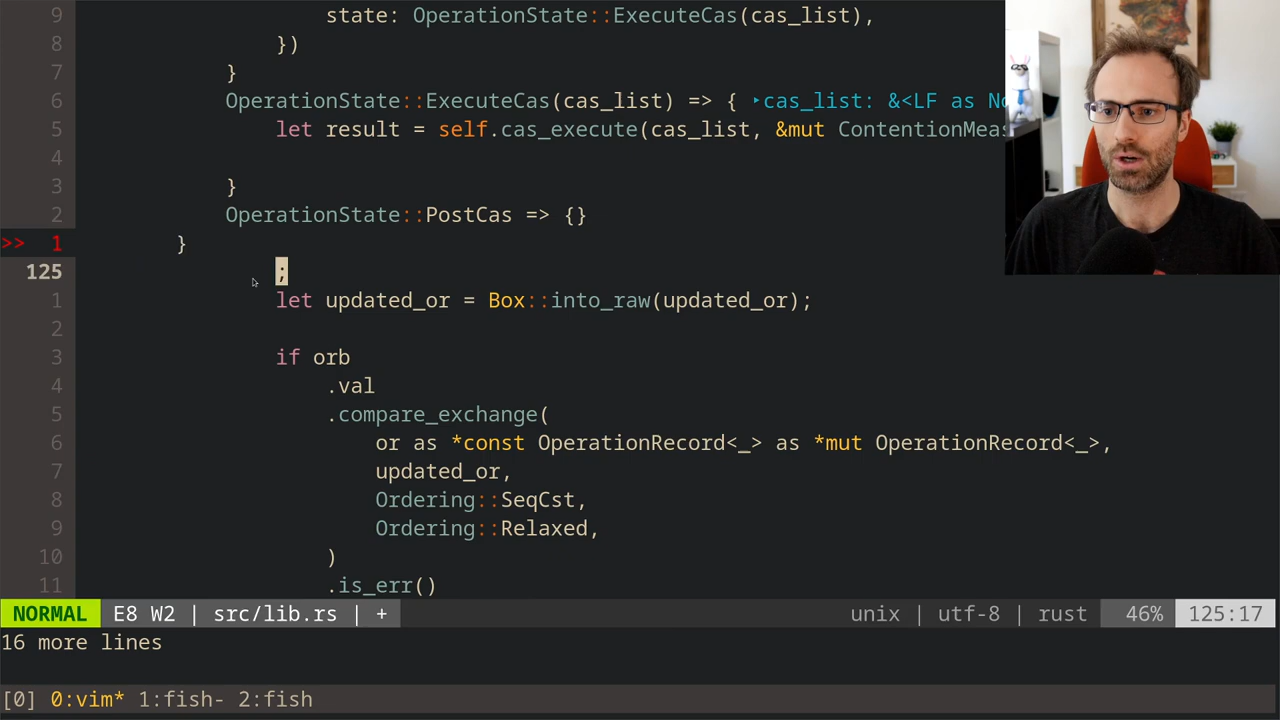 9 state: OperationState::ExecuteCas(cas_list),
8 })
7 }
6 OperationState::ExecuteCas(cas_list) => { ‣cas_list: &<LF as No
5 let result = self.cas_execute(cas_list, &mut ContentionMeas
4
3 }
2 OperationState::PostCas => {}
>> 1 }
125 ;
1 let updated_or = Box::into_raw(updated_or);
2
3 if orb
4 .val
5 .compare_exchange(
6 or as *const OperationRecord<_> as *mut OperationRecord<_>,
7 updated_or,
8 Ordering::SeqCst,
9 Ordering::Relaxed,
10 )
11 .is_err()
NORMAL E8 W2 | src/lib.rs | + unix | utf-8 | rust 46% 125:17
16 more lines
[0] 0:vim* 1:fish- 2:fish